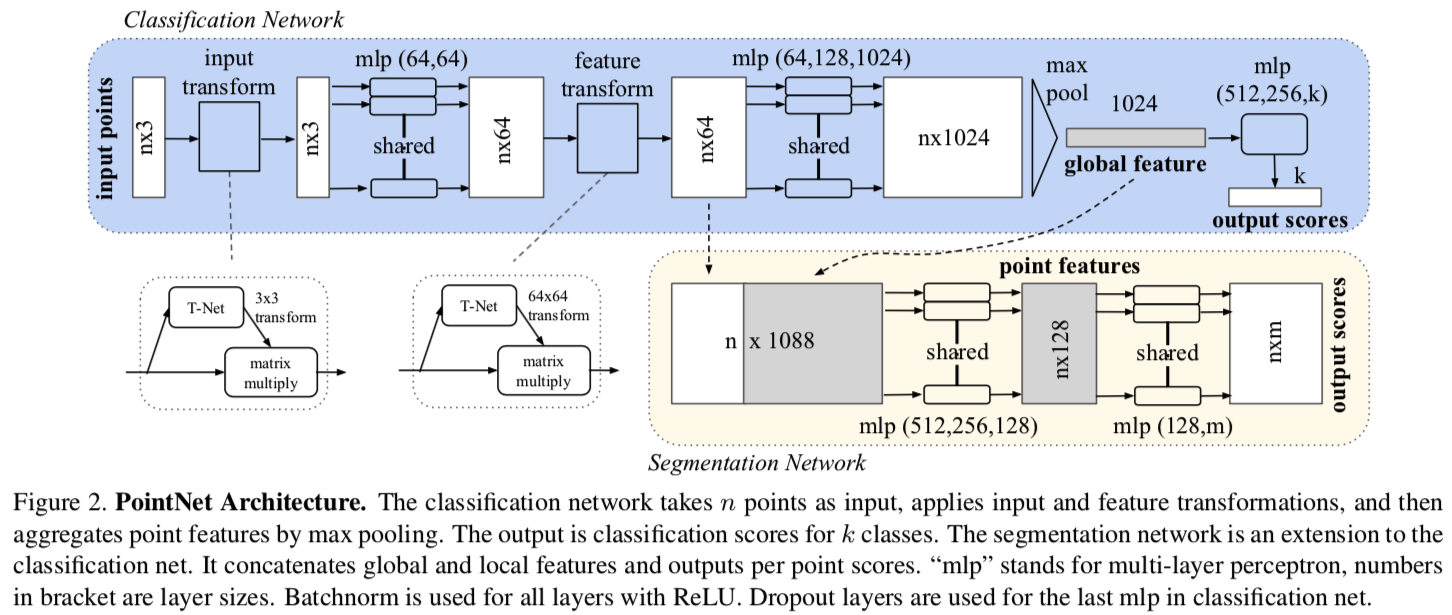 Classification Network
input points
nx3
input
transform
nx3
mlp (64,64)
shared
nx64
feature
transform
nx64
mlp (64,128,1024)
shared
nx1024
max
pool
1024
global feature
mlp
(512,256,k)
k
output scores
T-Net
3x3
transform
matrix
multiply
T-Net
64x64
transform
matrix
multiply
point features
n x 1088
shared
mlp (512,256,128)
nx128
shared
mlp (128,m)
nxm
output scores
Segmentation Network
Figure 2. PointNet Architecture. The classification network takes n points as input, applies input and feature transformations, and then
aggregates point features by max pooling. The output is classification scores for k classes. The segmentation network is an extension to the
classification net. It concatenates global and local features and outputs per point scores. “mlp” stands for multi-layer perceptron, numbers
in bracket are layer sizes. Batchnorm is used for all layers with ReLU. Dropout layers are used for the last mlp in classification net.